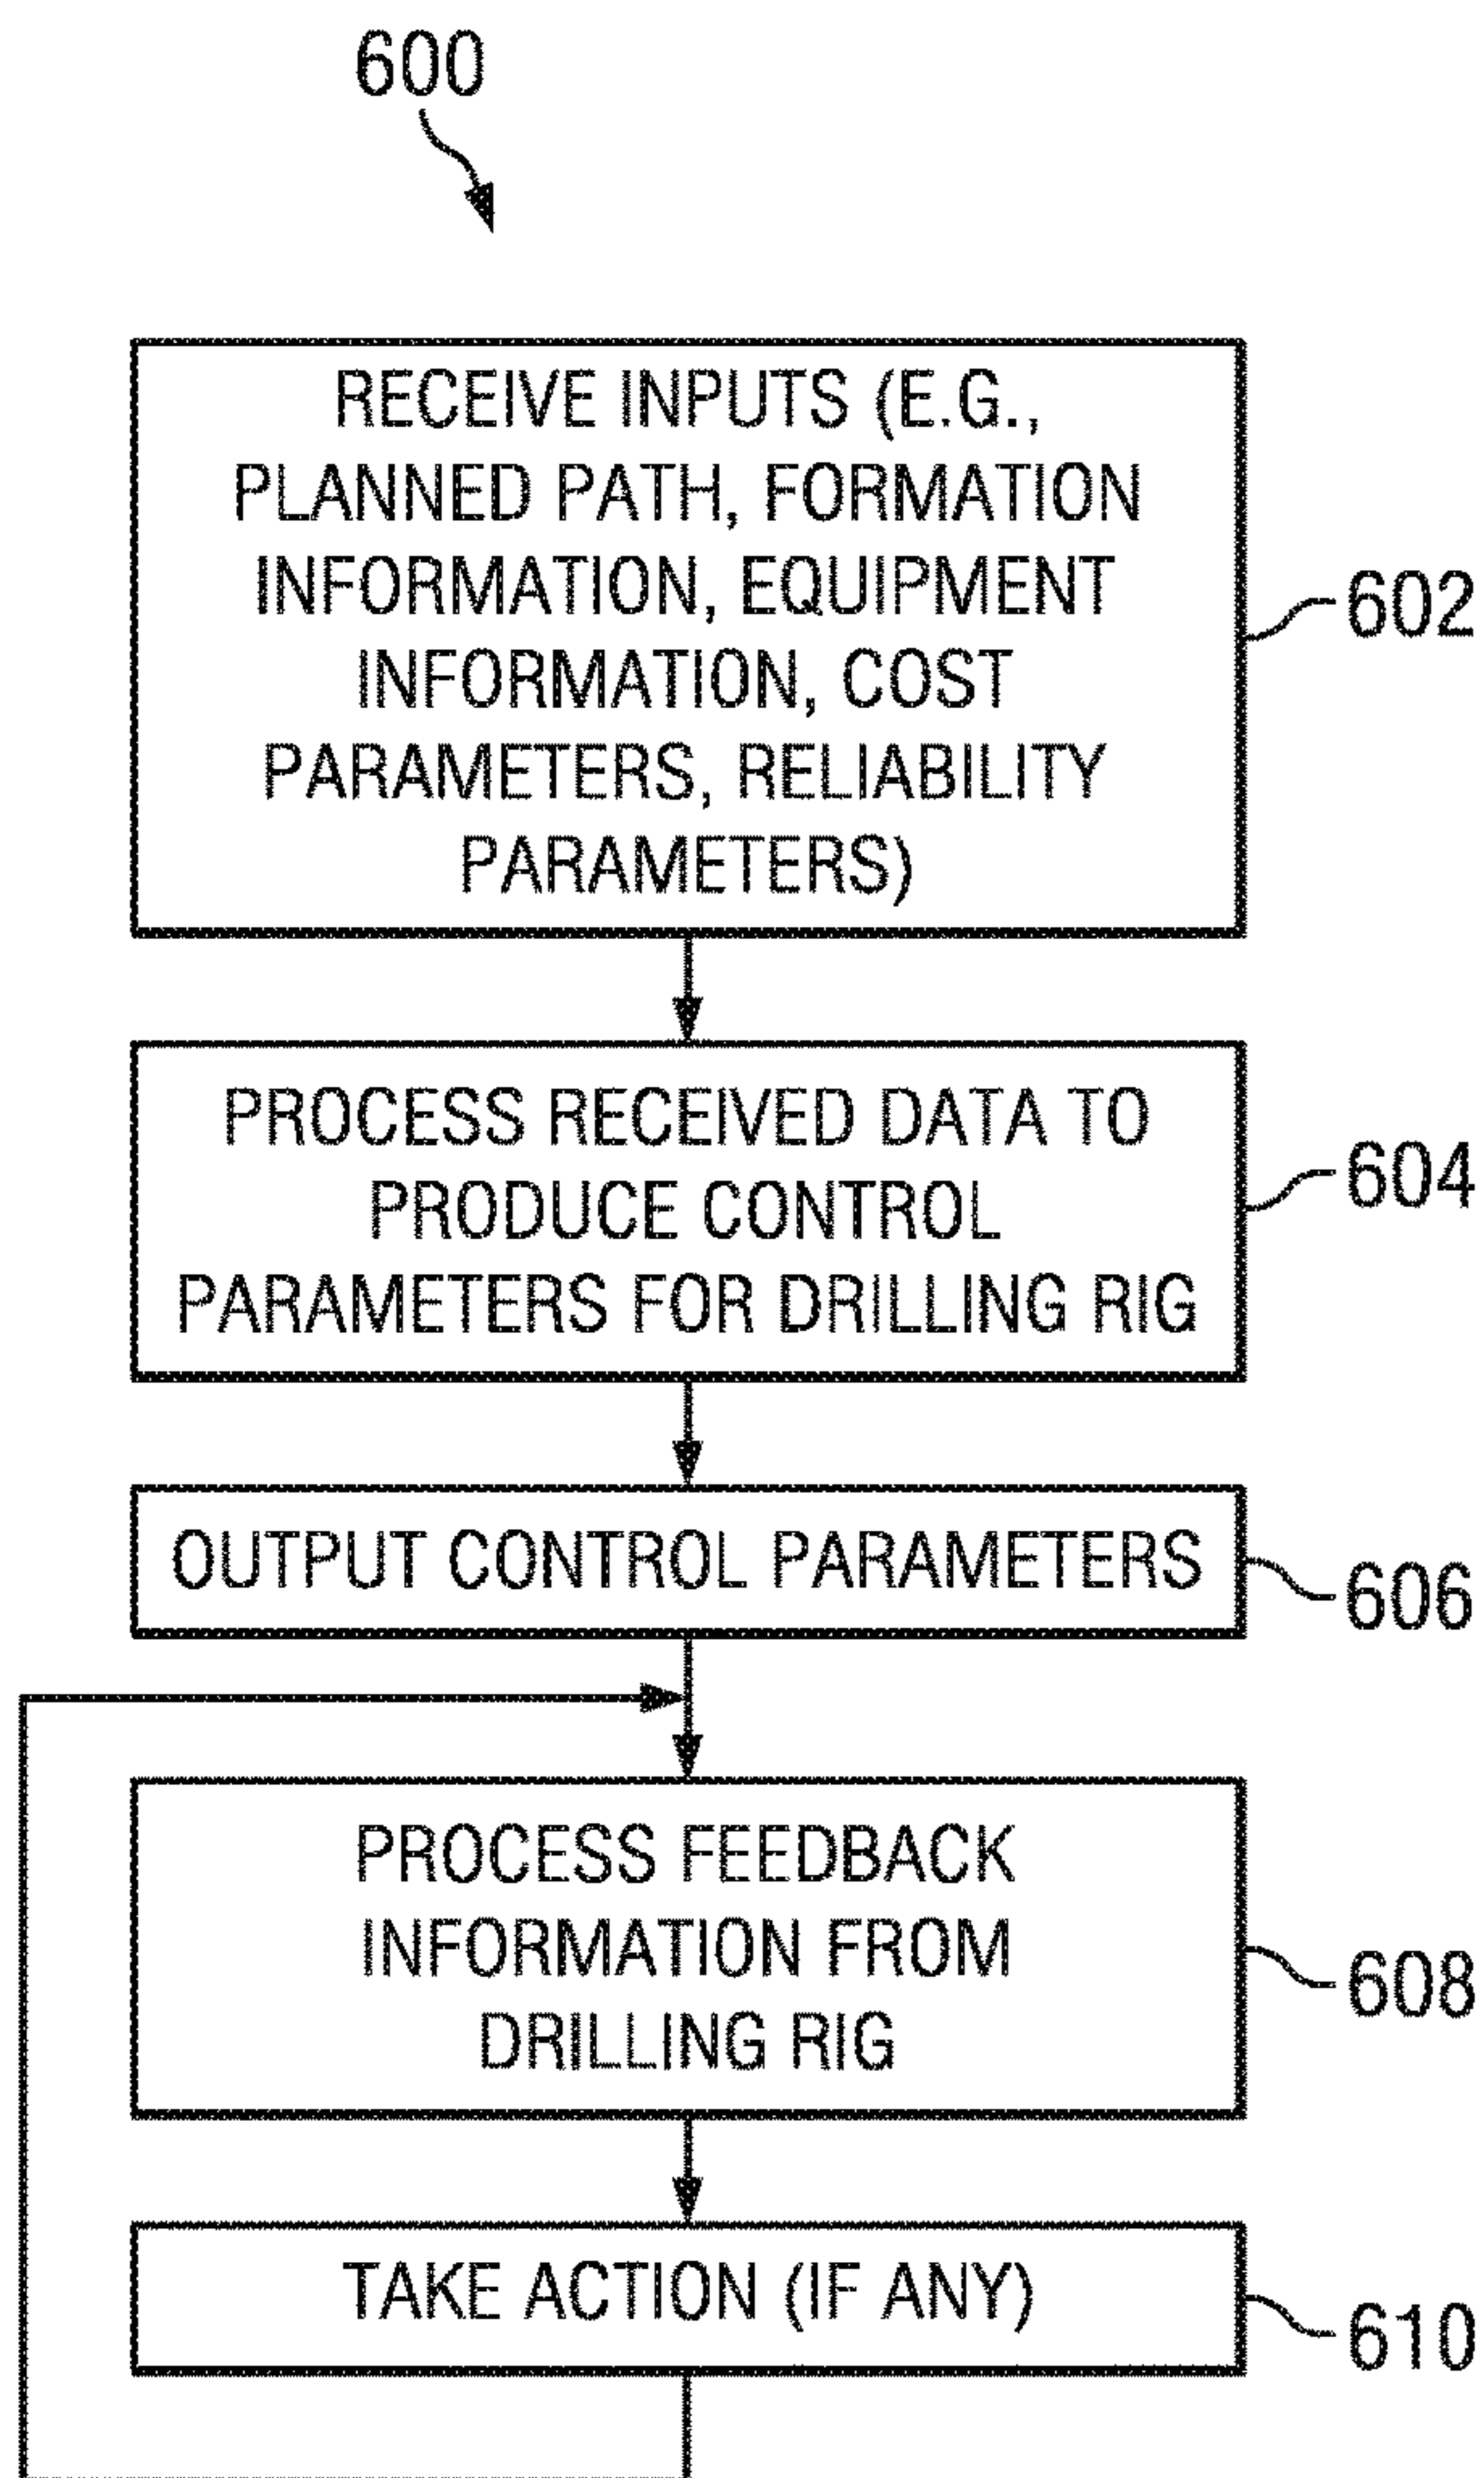 600
RECEIVE INPUTS (E.G.,
PLANNED PATH, FORMATION
INFORMATION, EQUIPMENT
INFORMATION, COST
PARAMETERS, RELIABILITY
PARAMETERS)
602
PROCESS RECEIVED DATA TO
PRODUCE CONTROL
PARAMETERS FOR DRILLING RIG
604
OUTPUT CONTROL PARAMETERS
606
PROCESS FEEDBACK
INFORMATION FROM
DRILLING RIG
608
TAKE ACTION (IF ANY)
610